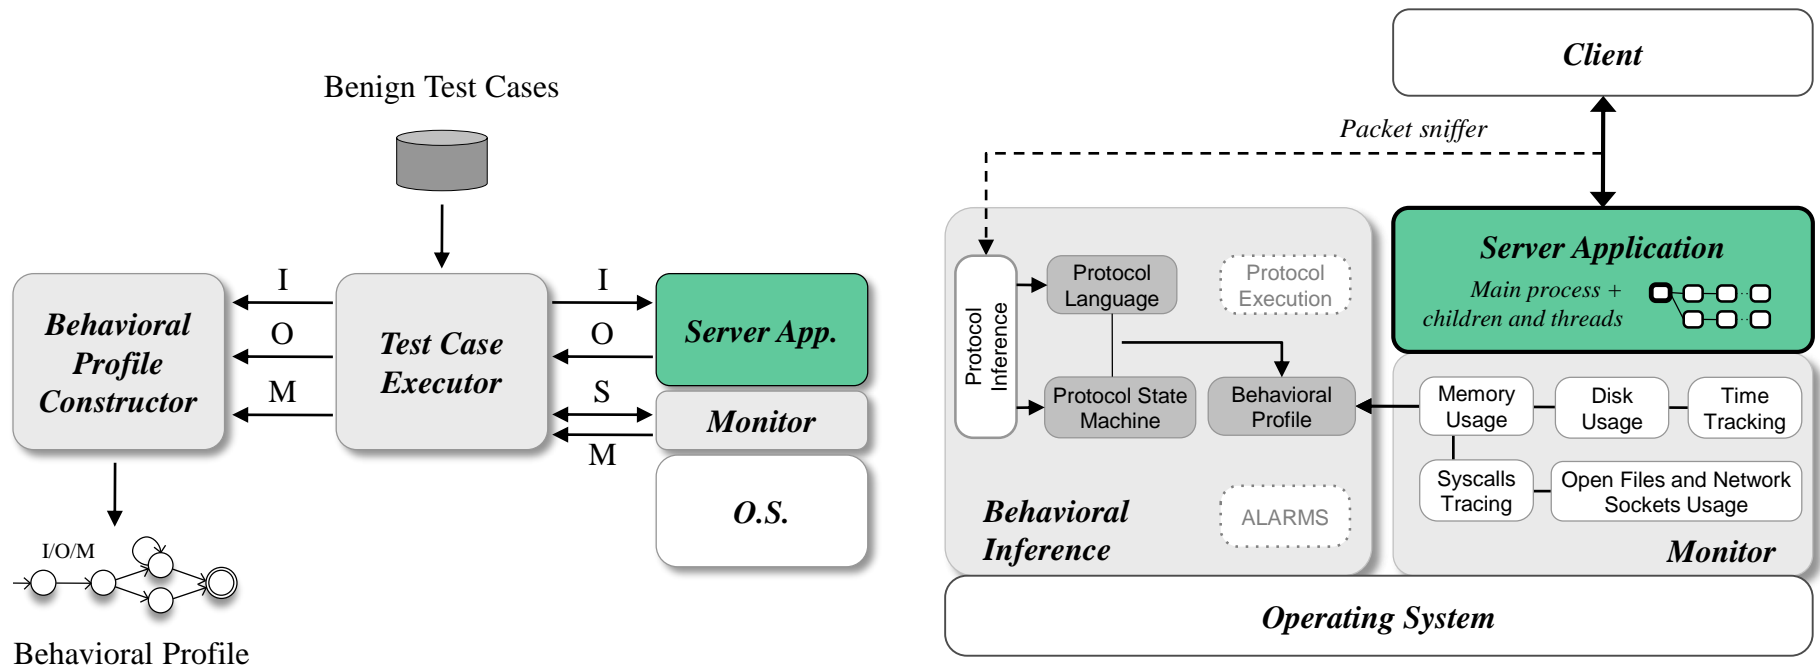 Benign Test Cases
I
O
M
I
O
S
M
Behavioral
Profile
Constructor
Test Case
Executor
Server App.
Monitor
O.S.
I/O/M
Behavioral Profile
Client
Packet sniffer
Server Application
Main process +
children and threads
Protocol
Inference
Protocol
Language
Protocol
Execution
Protocol State
Machine
Behavioral
Profile
Memory
Usage
Disk
Usage
Time
Tracking
Syscalls
Tracing
Open Files and Network
Sockets Usage
ALARMS
Behavioral
Inference
Monitor
Operating System